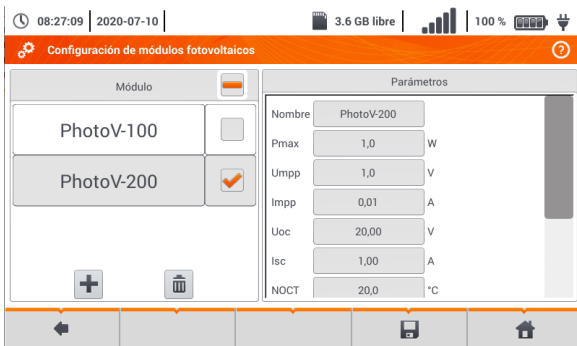 08:27:09 2020-07-10 3.6 GB libre 100 %
Configuración de módulos fotovoltaicos ?
Módulo
PhotoV-100
PhotoV-200
Parámetros
Nombre PhotoV-200
Pmax 1,0 W
Umpp 1,0 V
Impp 0,01 A
Uoc 20,00 V
Isc 1,00 A
NOCT 20,0 °C